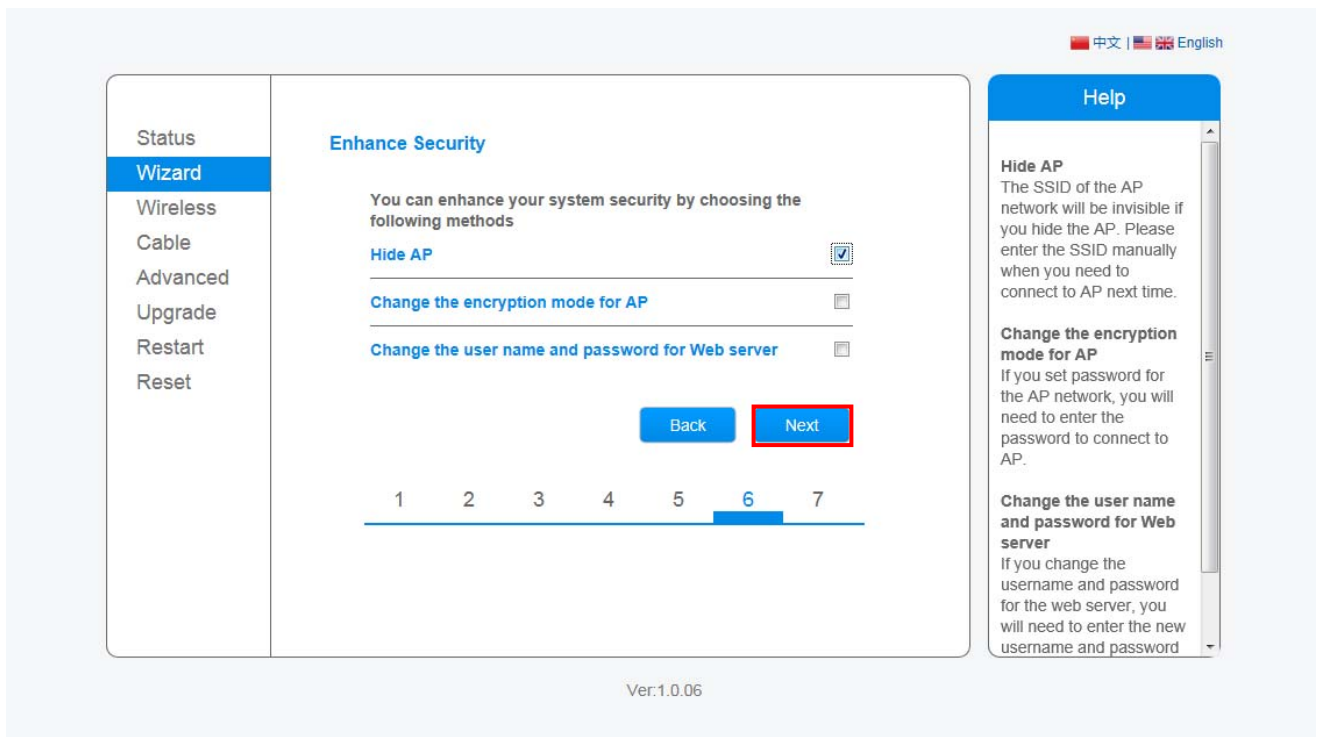 中文 | English
Help
Status
Wizard
Wireless
Cable
Advanced
Upgrade
Restart
Reset
Enhance Security
You can enhance your system security by choosing the
following methods
Hide AP
Change the encryption mode for AP
Change the user name and password for Web server
Back Next
1 2 3 4 5 6 7
Hide AP
The SSID of the AP
network will be invisible if
you hide the AP. Please
enter the SSID manually
when you need to
connect to AP next time.
Change the encryption
mode for AP
If you set password for
the AP network, you will
need to enter the
password to connect to
AP.
Change the user name
and password for Web
server
If you change the
username and password
for the web server, you
will need to enter the new
username and password
Ver:1.0.06